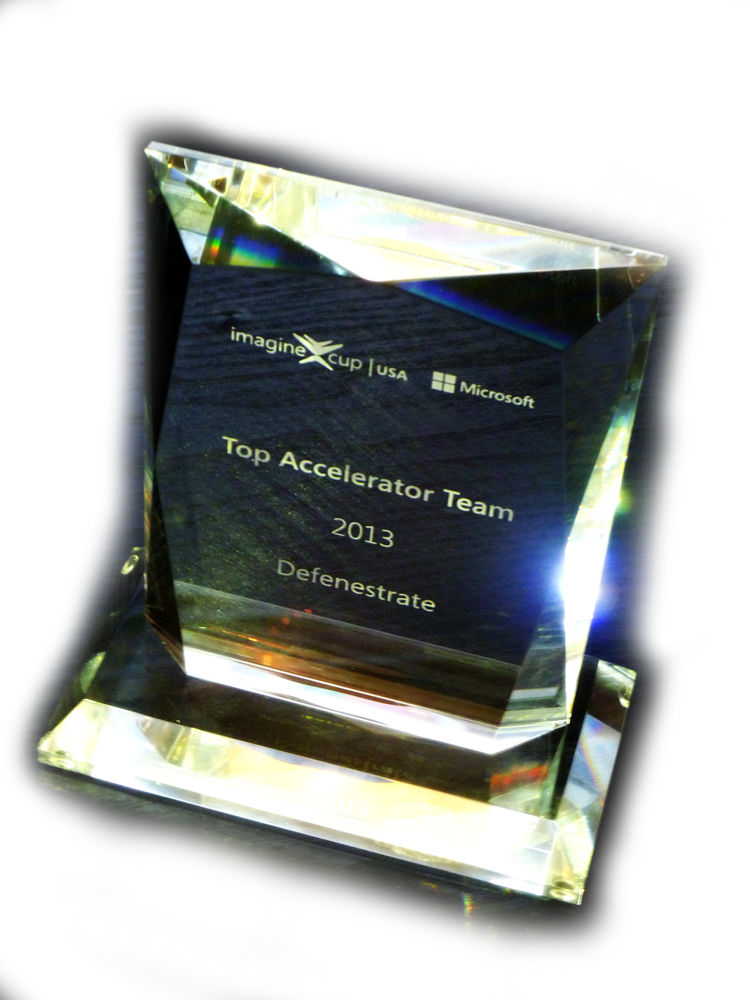 imagine cup | USA Microsoft
Top Accelerator Team
2013
Defenestrate